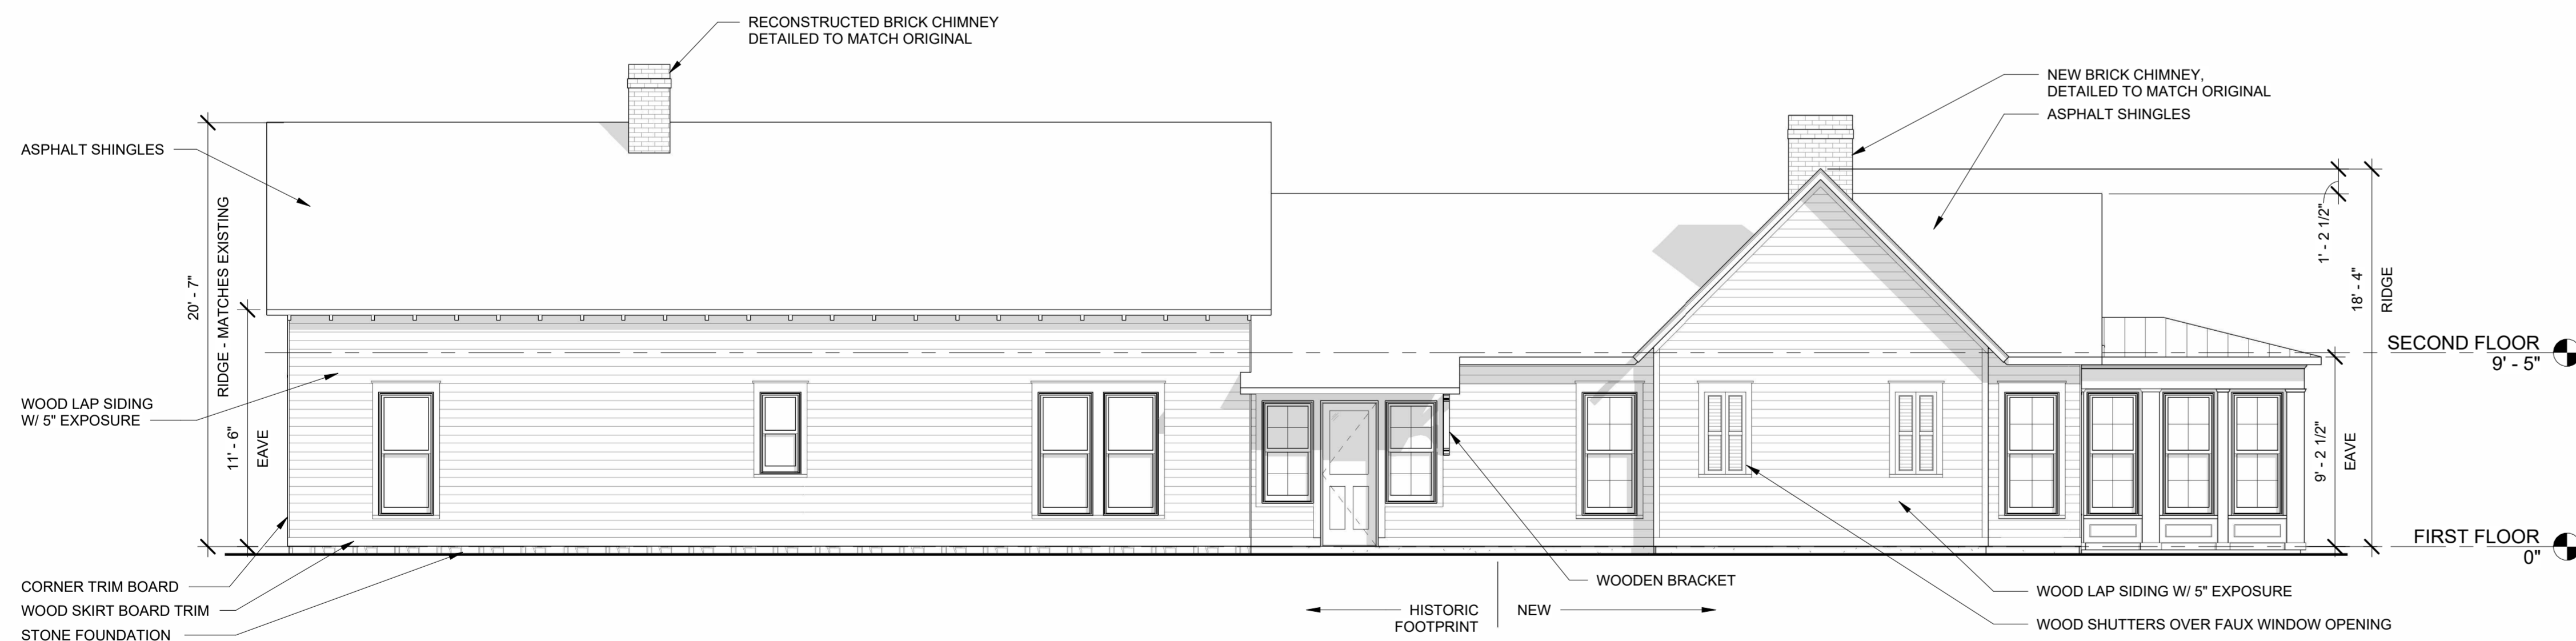 RECONSTRUCTED BRICK CHIMNEY
DETAILED TO MATCH ORIGINAL
NEW BRICK CHIMNEY,
DETAILED TO MATCH ORIGINAL
ASPHALT SHINGLES
ASPHALT SHINGLES
20' - 7"
RIDGE - MATCHES EXISTING
11' - 6"
EAVE
WOOD LAP SIDING
W/ 5" EXPOSURE
1' - 2 1/2"
18' - 4"
RIDGE
SECOND FLOOR
9' - 5"
9' - 2 1/2"
EAVE
FIRST FLOOR
0"
CORNER TRIM BOARD
WOOD SKIRT BOARD TRIM
STONE FOUNDATION
WOODEN BRACKET
HISTORIC
FOOTPRINT
NEW
WOOD LAP SIDING W/ 5" EXPOSURE
WOOD SHUTTERS OVER FAUX WINDOW OPENING